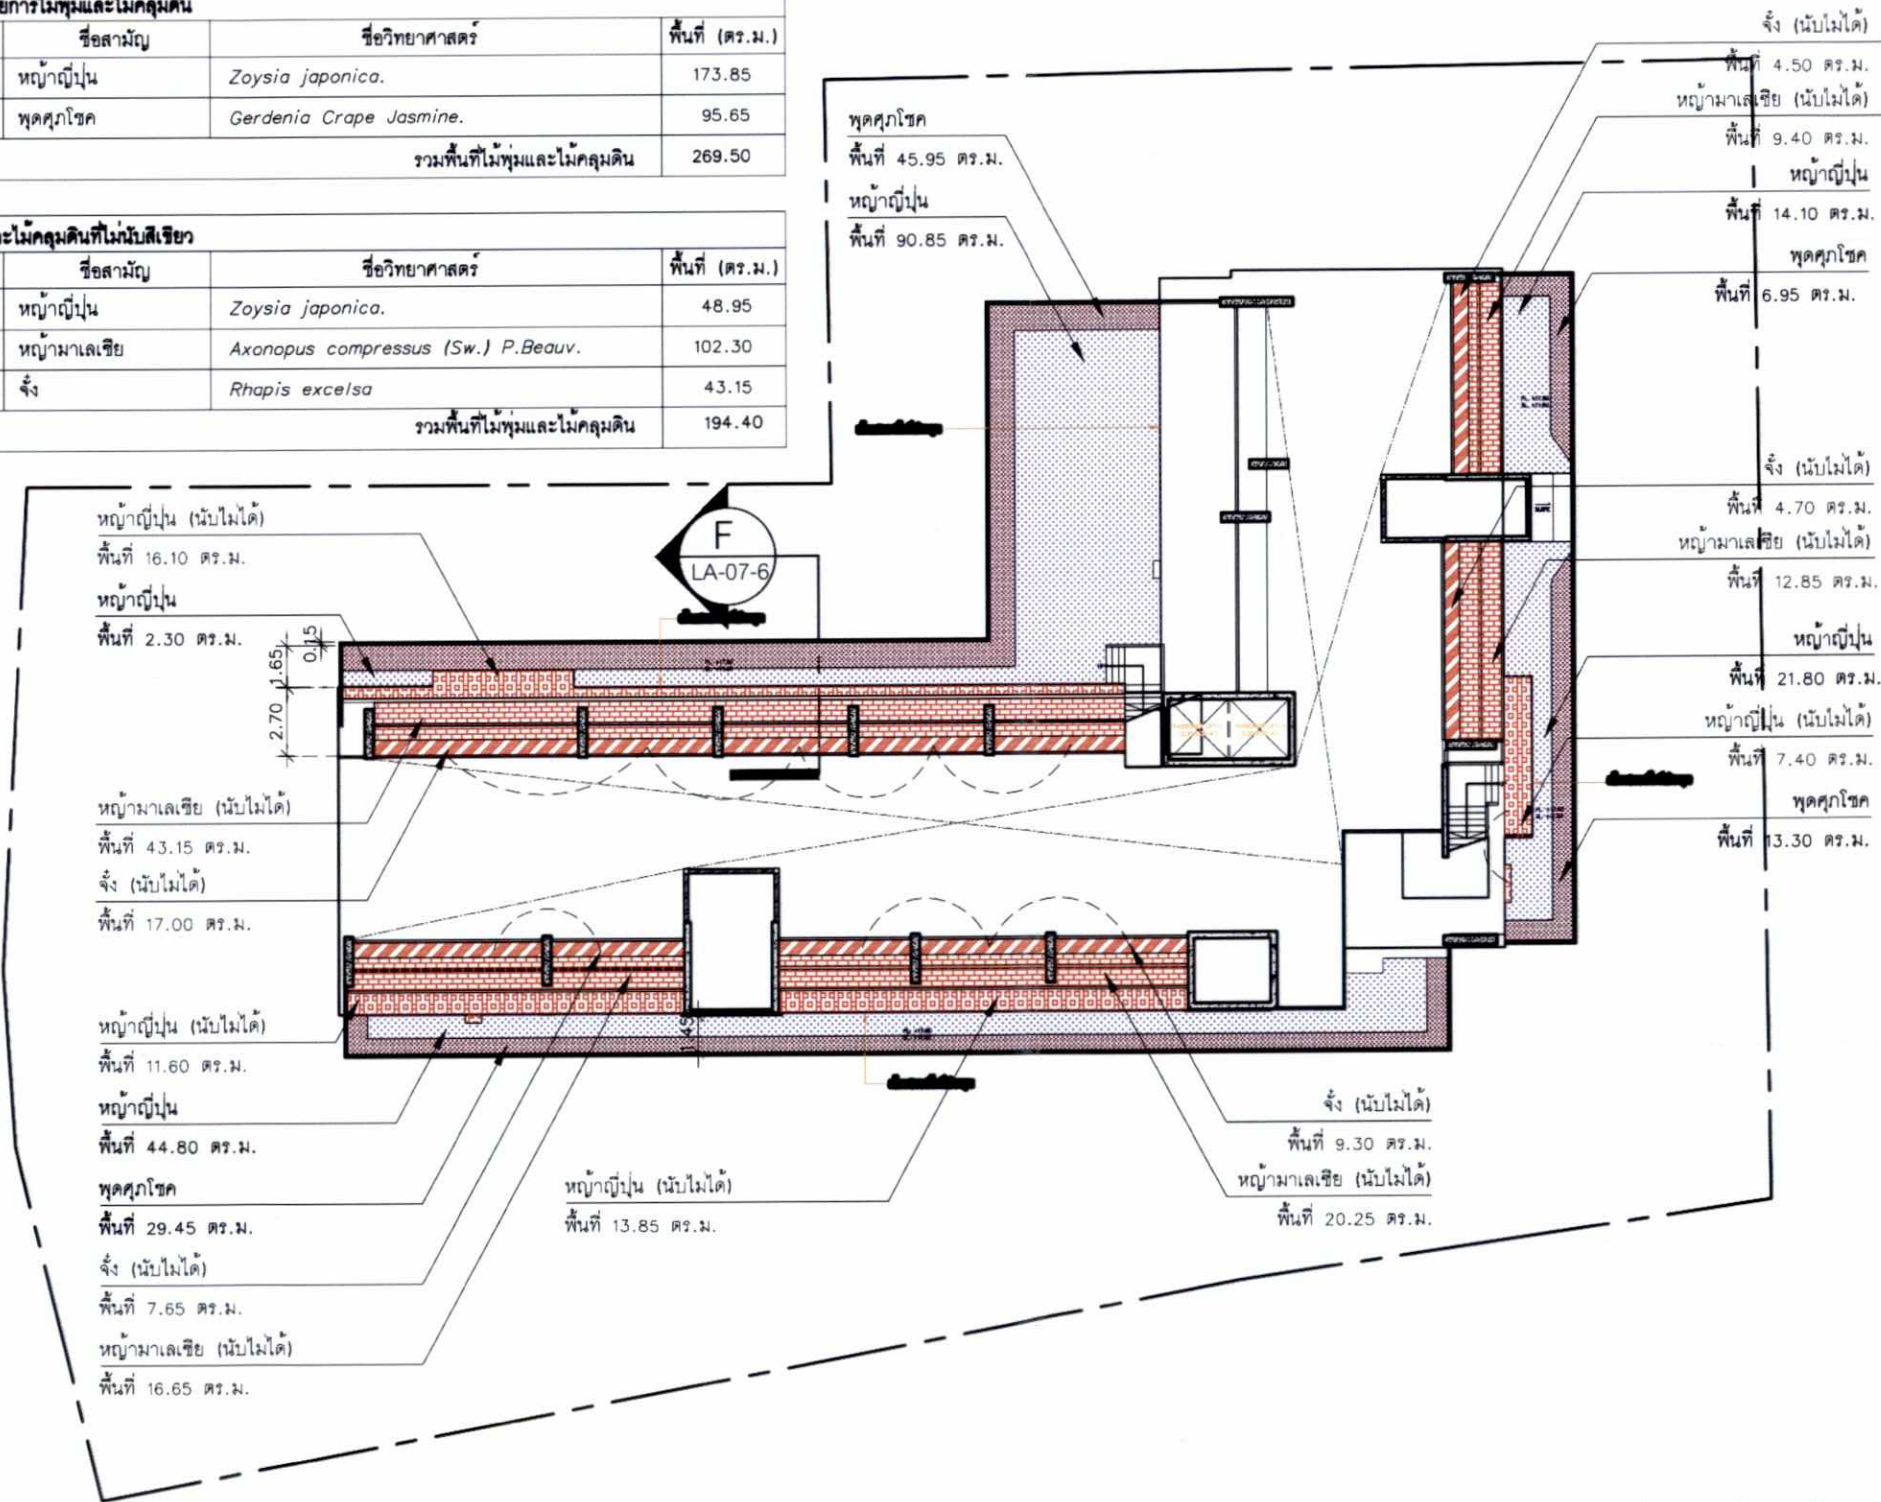 ชื่อสามัญ ชื่อวิทยาศาสตร์ พื้นที่ (ตร.ม.)
หญ้าญี่ปุ่น Zoysia japonica. 173.85
พุดศุภโชค Gerdenia Crape Jasmine. 95.65
รวมพื้นที่ไม้พุ่มและไม้คลุมดิน 269.50
ไม้คลุมดินที่ไม่นับสีเขียว
ชื่อสามัญ ชื่อวิทยาศาสตร์ พื้นที่ (ตร.ม.)
หญ้าญี่ปุ่น Zoysia japonica. 48.95
หญ้ามาเลเซีย Axonopus compressus (Sw.) P.Beauv. 102.30
จั๋ง Rhapis excelsa 43.15
รวมพื้นที่ไม้พุ่มและไม้คลุมดิน 194.40
พุดศุภโชค
พื้นที่ 45.95 ตร.ม.
หญ้าญี่ปุ่น
พื้นที่ 90.85 ตร.ม.
จั๋ง (นับไม่ได้)
พื้นที่ 4.50 ตร.ม.
หญ้ามาเลเซีย (นับไม่ได้)
พื้นที่ 9.40 ตร.ม.
หญ้าญี่ปุ่น
พื้นที่ 14.10 ตร.ม.
พุดศุภโชค
พื้นที่ 6.95 ตร.ม.
จั๋ง (นับไม่ได้)
พื้นที่ 4.70 ตร.ม.
หญ้ามาเลเซีย (นับไม่ได้)
พื้นที่ 12.85 ตร.ม.
หญ้าญี่ปุ่น
พื้นที่ 21.80 ตร.ม.
หญ้าญี่ปุ่น (นับไม่ได้)
พื้นที่ 7.40 ตร.ม.
พุดศุภโชค
พื้นที่ 13.30 ตร.ม.
F
LA-07-6
หญ้าญี่ปุ่น (นับไม่ได้)
พื้นที่ 16.10 ตร.ม.
หญ้าญี่ปุ่น
พื้นที่ 2.30 ตร.ม.
0.15
1.65
2.70
หญ้ามาเลเซีย (นับไม่ได้)
พื้นที่ 43.15 ตร.ม.
จั๋ง (นับไม่ได้)
พื้นที่ 17.00 ตร.ม.
หญ้าญี่ปุ่น (นับไม่ได้)
พื้นที่ 11.60 ตร.ม.
หญ้าญี่ปุ่น
พื้นที่ 44.80 ตร.ม.
พุดศุภโชค
พื้นที่ 29.45 ตร.ม.
จั๋ง (นับไม่ได้)
พื้นที่ 7.65 ตร.ม.
หญ้ามาเลเซีย (นับไม่ได้)
พื้นที่ 16.65 ตร.ม.
1.45
หญ้าญี่ปุ่น (นับไม่ได้)
พื้นที่ 13.85 ตร.ม.
จั๋ง (นับไม่ได้)
พื้นที่ 9.30 ตร.ม.
หญ้ามาเลเซีย (นับไม่ได้)
พื้นที่ 20.25 ตร.ม.